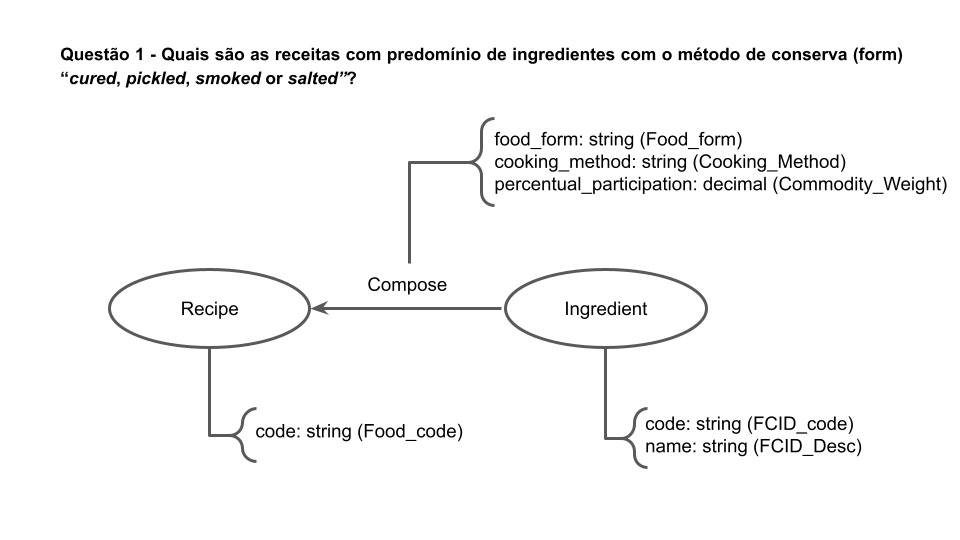 Questão 1 - Quais são as receitas com predomínio de ingredientes com o método de conserva (form)
“cured, pickled, smoked or salted”?
food_form: string (Food_form)
cooking_method: string (Cooking_Method)
percentual_participation: decimal (Commodity_Weight)
Compose
Recipe
Ingredient
code: string (Food_code)
code: string (FCID_code)
name: string (FCID_Desc)